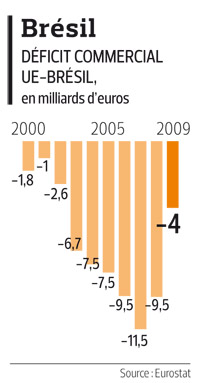 Brésil
DÉFICIT COMMERCIAL
UE-BRÉSIL,
en milliards d’euros
2000 2005 2009
–1,8
–1
–2,6
–6,7
–7,5
–7,5
–9,5
–11,5
–9,5
–4
Source : Eurostat